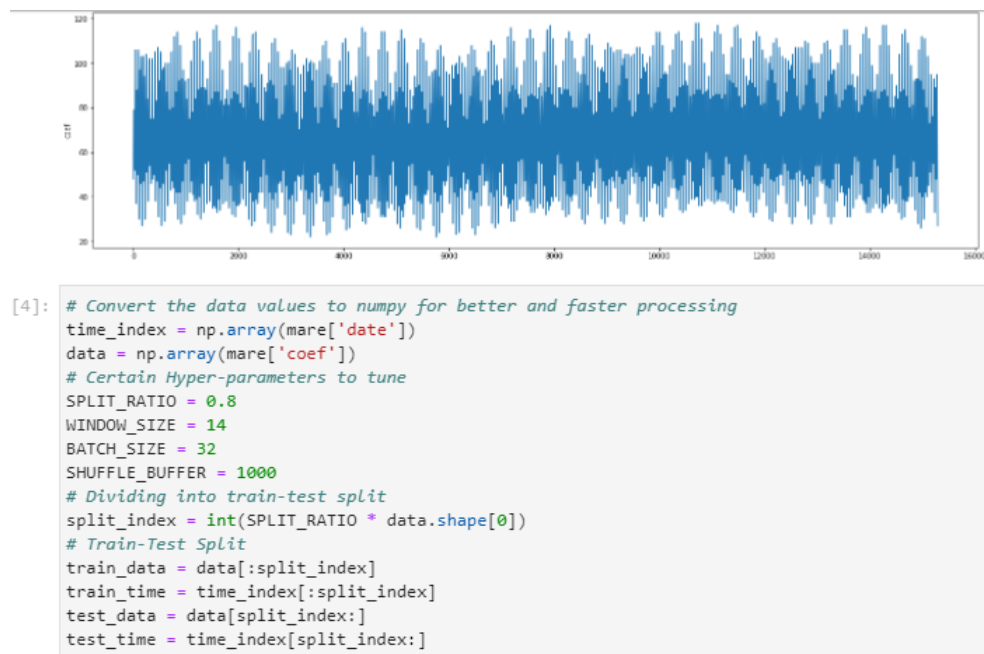 120
100
80
coef
60
40
20
0 2000 4000 6000 8000 10000 12000 14000 16000
[4]: # Convert the data values to numpy for better and faster processing
time_index = np.array(mare['date'])
data = np.array(mare['coef'])
# Certain Hyper-parameters to tune
SPLIT_RATIO = 0.8
WINDOW_SIZE = 14
BATCH_SIZE = 32
SHUFFLE_BUFFER = 1000
# Dividing into train-test split
split_index = int(SPLIT_RATIO * data.shape[0])
# Train-Test Split
train_data = data[:split_index]
train_time = time_index[:split_index]
test_data = data[split_index:]
test_time = time_index[split_index:]